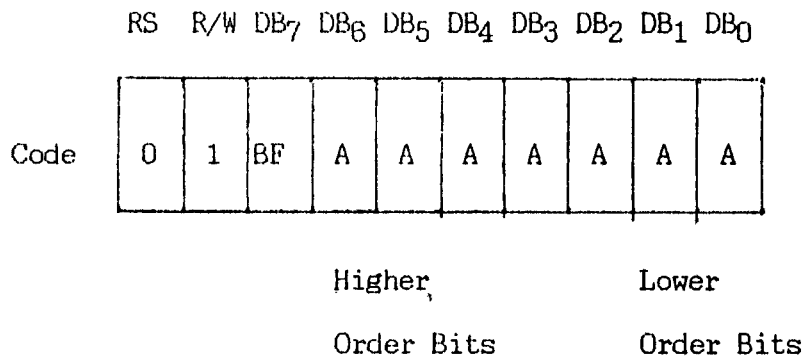 RS R/W DB7 DB6 DB5 DB4 DB3 DB2 DB1 DB0
Code 0 1 BF A A A A A A A
Higher Lower
Order Bits Order Bits